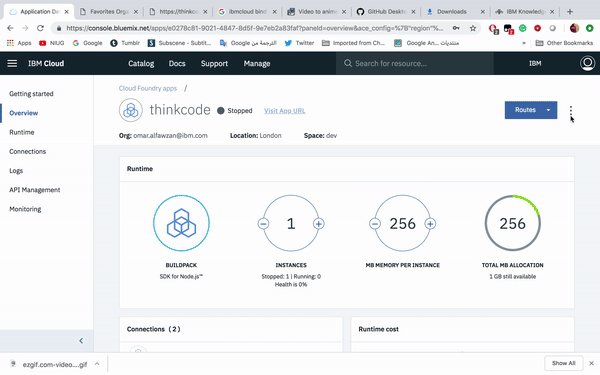 Application De
Favorites Orga
https://thinkco
ibmcloud bind
Video to anim
GitHub Deskto
Downloads
IBM Knowled
https://console.bluemix.net/apps/e0278c81-9021-4847-8d5f-9e7eb2a83faf?paneId=overview&ace_config=%7B"region"%...
Apps
NIUG
YouTube
Tumblr
Subscene - Subtitl...
الترجمة من Google
Twitter
Imported from Ch...
Google An... منتديات
Other Bookmarks
IBM Cloud
Catalog
Docs
Support
Manage
Search for resource...
IBM
Getting started
Overview
Runtime
Connections
Logs
API Management
Monitoring
Cloud Foundry apps /
thinkcode
Stopped
Visit App URL
Routes
Org: omar.alfawzan@ibm.com
Location: London
Space: dev
Runtime
1
256
256
BUILDPACK
INSTANCES
MB MEMORY PER INSTANCE
TOTAL MB ALLOCATION
SDK for Node.js™
Stopped: 1 | Running: 0
Health is 0%
1 GB still available
Connections (2)
Runtime cost
ezgif.com-video....gif
Show All